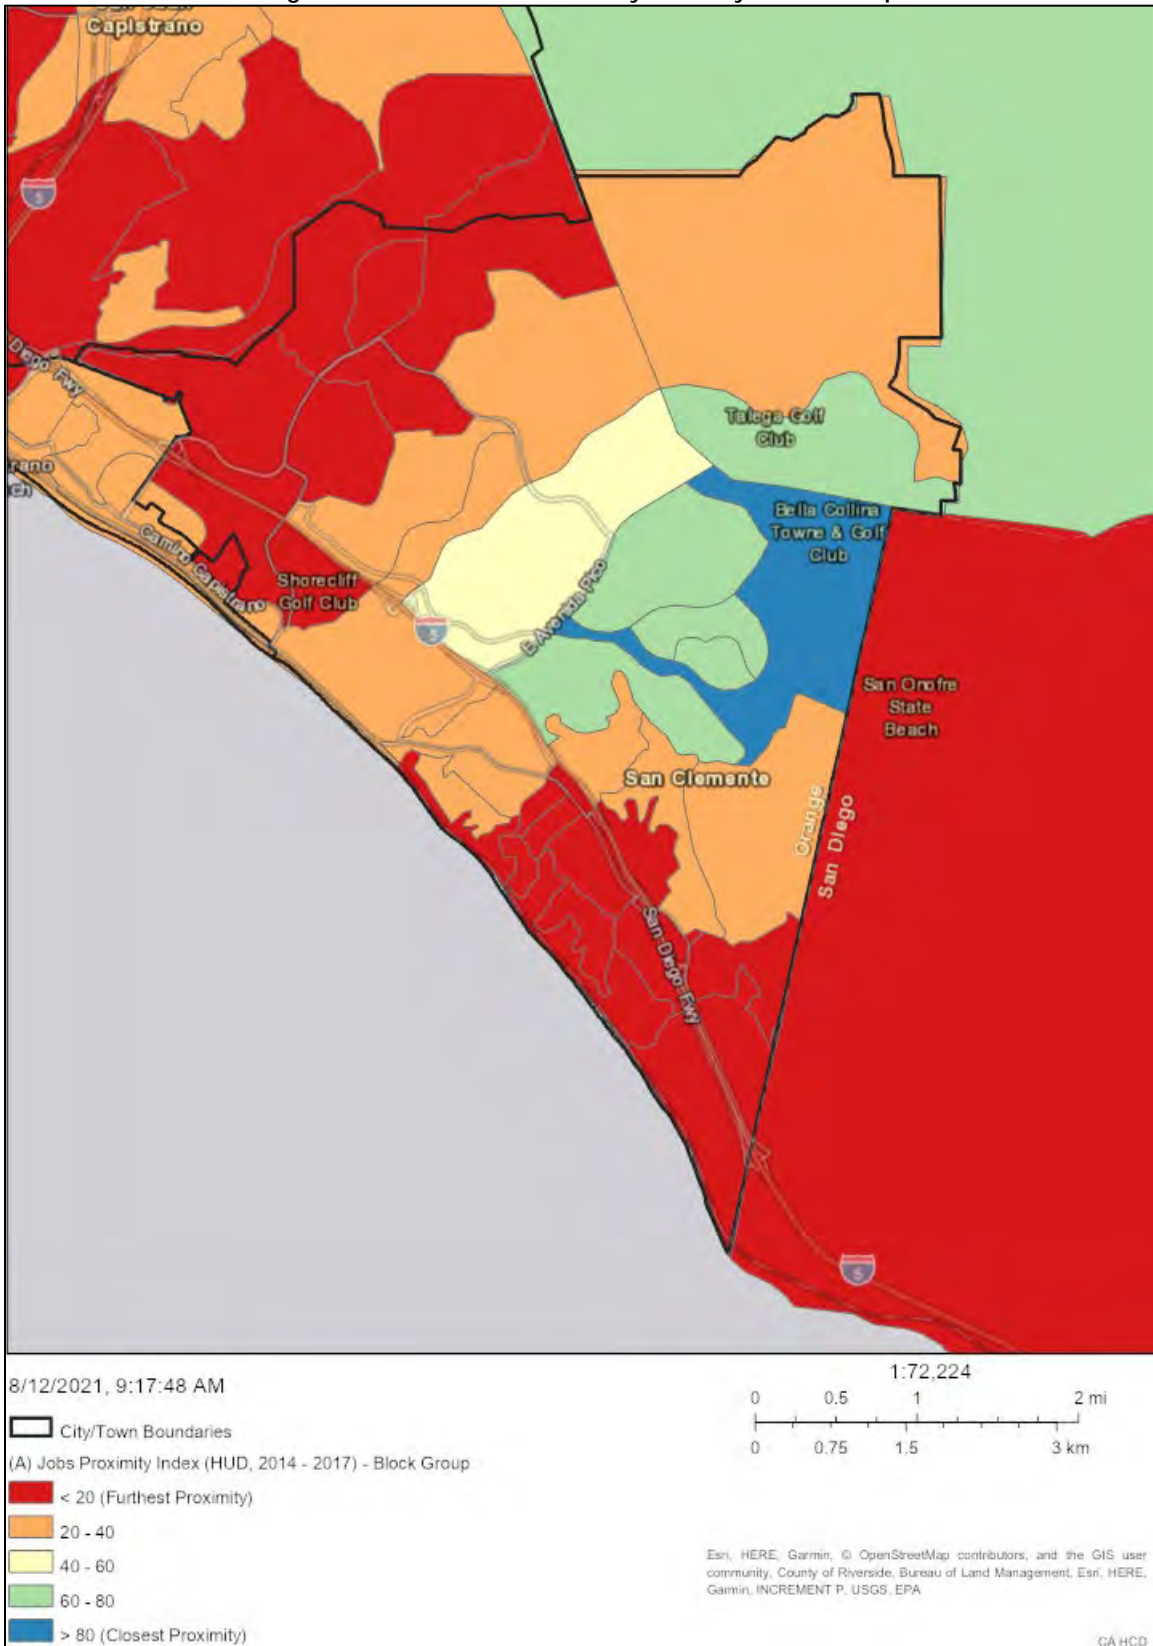 Capistrano
5
Diego Fwy
Talega Golf
Club
Bella Collina
Towne & Golf
Club
Camino Capistrano
Shorecliff
Golf Club
E Avenida Pico
5
San Onofre
State
Beach
San Clemente
Orange
San Diego
San Diego Fwy
5
8/12/2021, 9:17:48 AM
1:72,224
0 0.5 1 2 mi
0 0.75 1.5 3 km
City/Town Boundaries
(A) Jobs Proximity Index (HUD, 2014 - 2017) - Block Group
< 20 (Furthest Proximity)
20 - 40
40 - 60
60 - 80
> 80 (Closest Proximity)
Esri, HERE, Garmin, © OpenStreetMap contributors, and the GIS user
community, County of Riverside, Bureau of Land Management, Esri, HERE,
Garmin, INCREMENT P, USGS, EPA
CA HCD